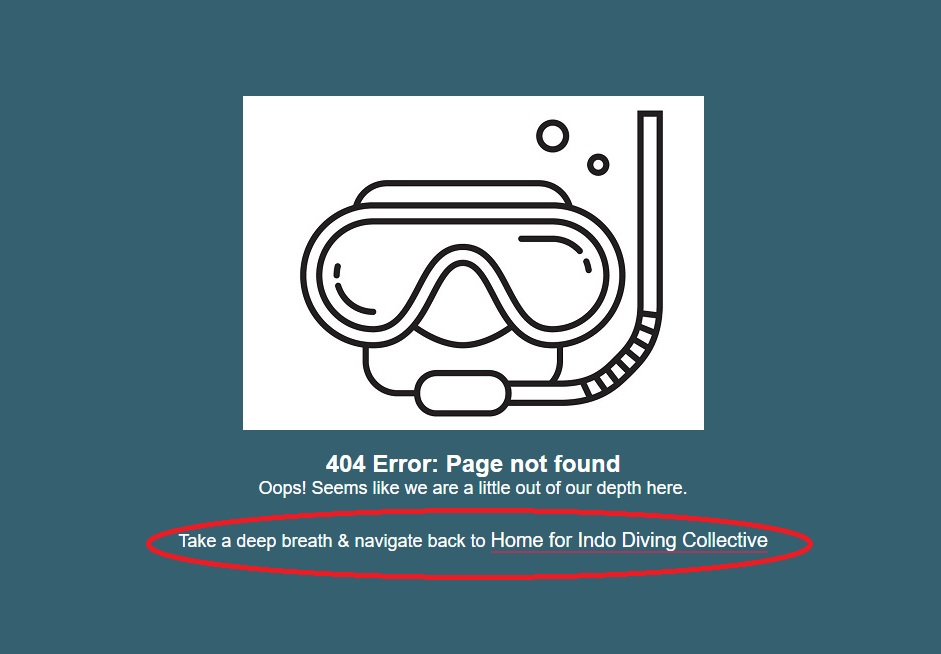 404 Error: Page not found
Oops! Seems like we are a little out of our depth here.
Take a deep breath & navigate back to Home for Indo Diving Collective